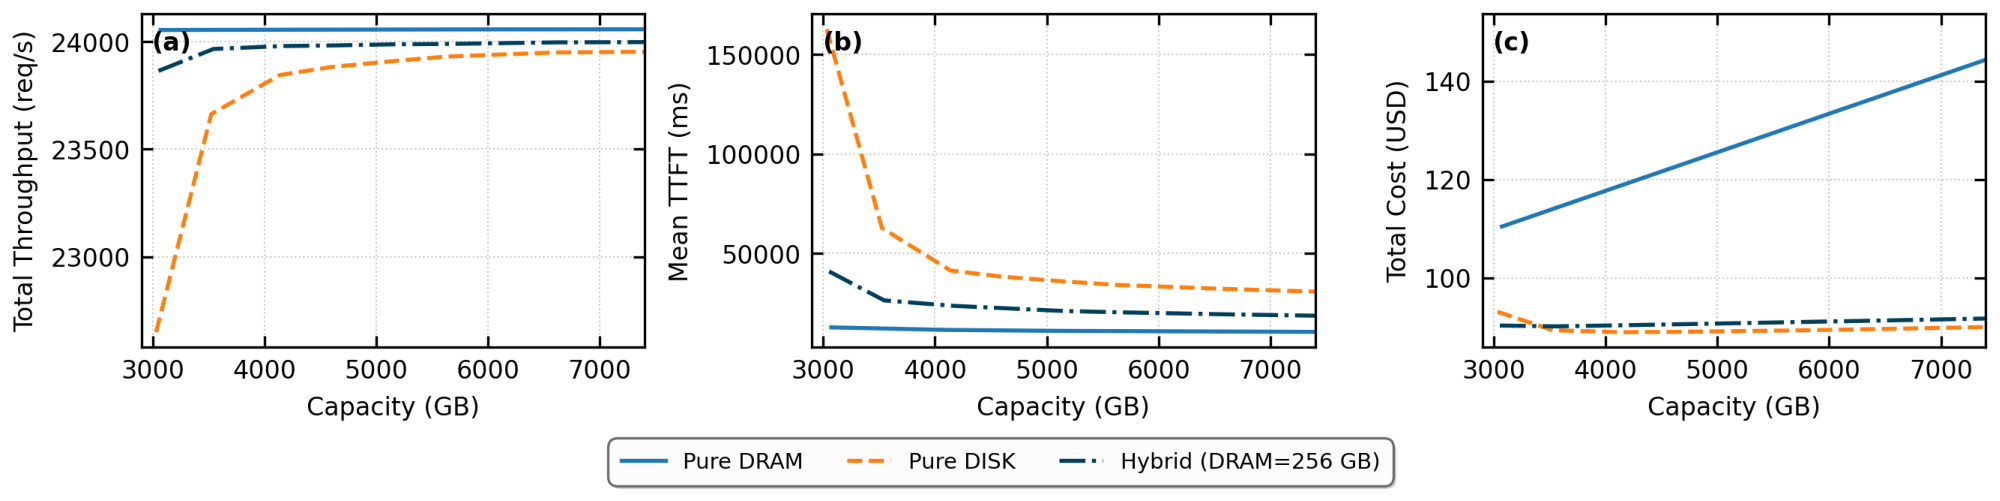 Total Throughput (req/s)
24000
23500
23000
(a)
3000 4000 5000 6000 7000
Capacity (GB)
Mean TTFT (ms)
150000
100000
50000
(b)
3000 4000 5000 6000 7000
Capacity (GB)
Total Cost (USD)
140
120
100
(c)
3000 4000 5000 6000 7000
Capacity (GB)
Pure DRAM Pure DISK Hybrid (DRAM=256 GB)